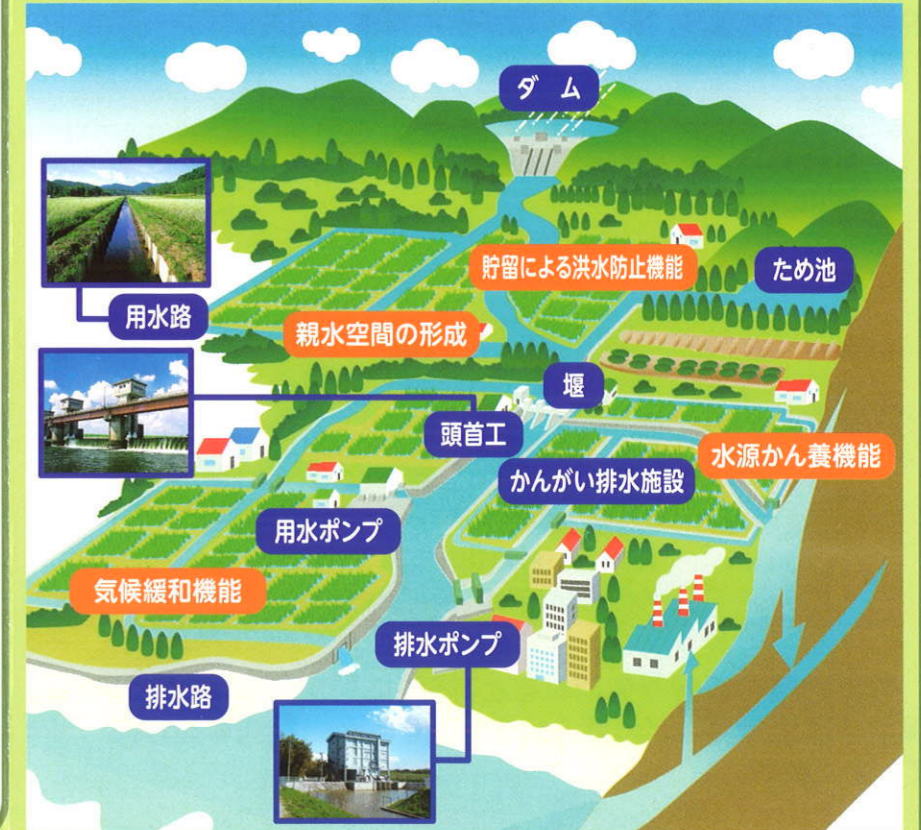 ダム
貯留による洪水防止機能
ため池
用水路
親水空間の形成
堰
頭首工
水源かん養機能
かんがい排水施設
用水ポンプ
気候緩和機能
排水ポンプ
排水路